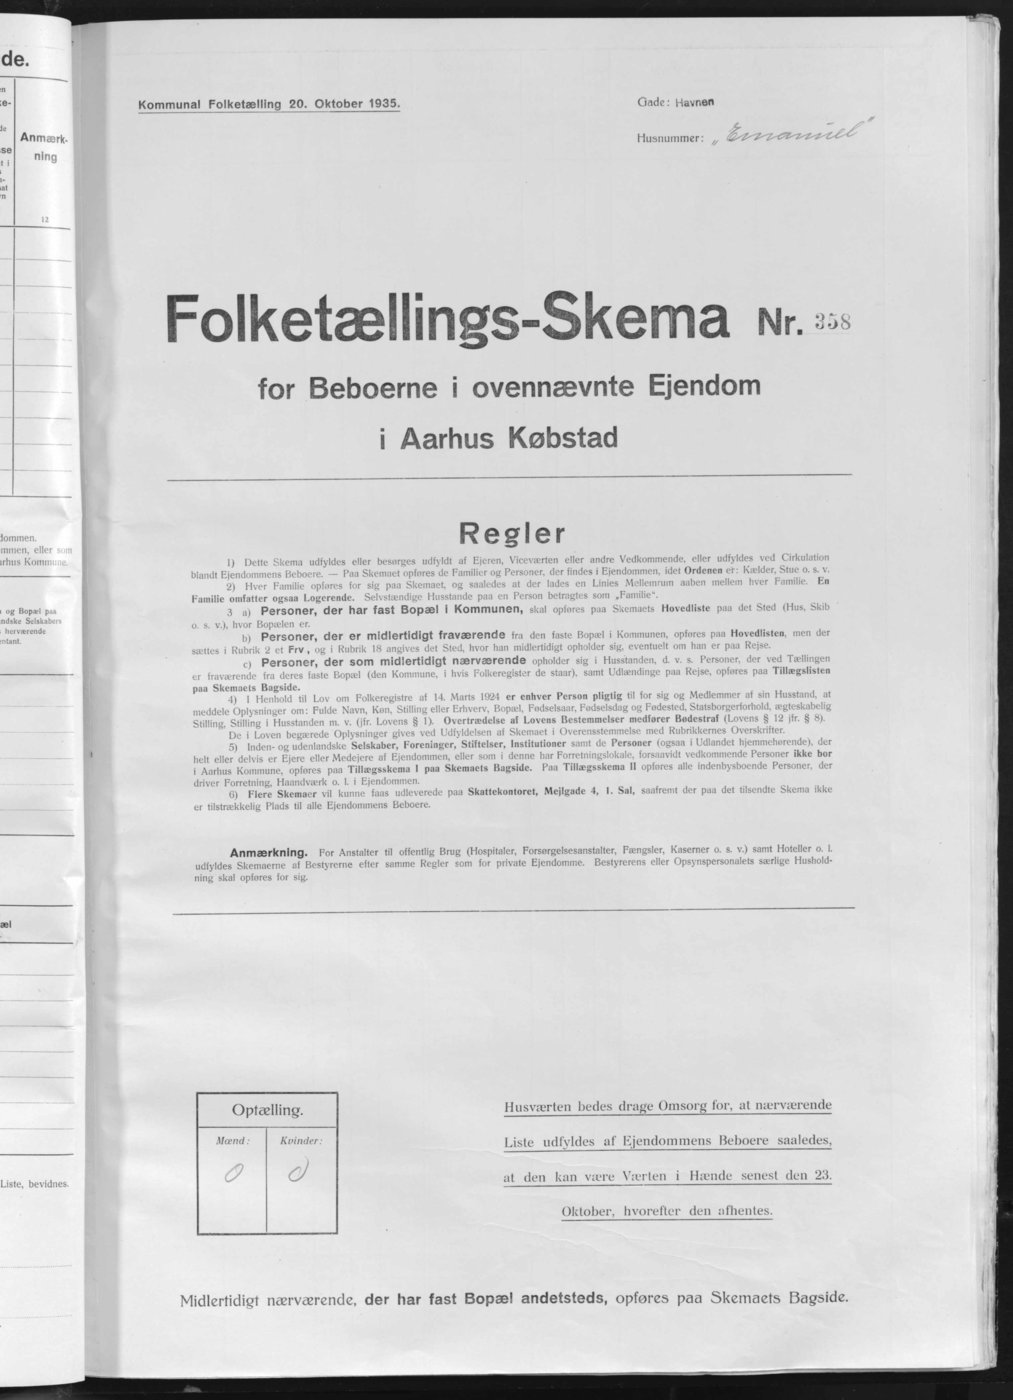 de.
Anmærk-
ning
12
dommen.
mmen, eller som
arhus Kommune.
og Bopæl paa
ndske Selskabers
herværende
entant.
æl
Liste, bevidnes.
Kommunal Folketælling 20. Oktober 1935.
Gade: Havnen
Husnummer: „Emanuel"
Folketællings-Skema Nr. 358
for Beboerne i ovennævnte Ejendom
i Aarhus Købstad
Regler
1) Dette Skema udfyldes eller besørges udfyldt af Ejeren, Viceværten eller andre Vedkommende, eller udfyldes ved Cirkulation
blandt Ejendommens Beboere. — Paa Skemaet opføres de Familier og Personer, der findes i Ejendommen, idet Ordenen er: Kælder, Stue o. s. v.
2) Hver Familie opføres for sig paa Skemaet, og saaledes at der lades en Linies Mellemrum aaben mellem hver Familie. En
Familie omfatter ogsaa Logerende. Selvstændige Husstande paa en Person betragtes som „Familie".
3 a) Personer, der har fast Bopæl i Kommunen, skal opføres paa Skemaets Hovedliste paa det Sted (Hus, Skib
o. s. v.), hvor Bopælen er.
b) Personer, der er midlertidigt fraværende fra den faste Bopæl i Kommunen, opføres paa Hovedlisten, men der
sættes i Rubrik 2 et Frv, og i Rubrik 18 angives det Sted, hvor han midlertidigt opholder sig, eventuelt om han er paa Rejse.
c) Personer, der som midlertidigt nærværende opholder sig i Husstanden, d. v. s. Personer, der ved Tællingen
er fraværende fra deres faste Bopæl (den Kommune, i hvis Folkeregister de staar), samt Udlændinge paa Rejse, opføres paa Tillægslisten
paa Skemaets Bagside.
4) I Henhold til Lov om Folkeregistre af 14. Marts 1924 er enhver Person pligtig til for sig og Medlemmer af sin Husstand, at
meddele Oplysninger om: Fulde Navn, Køn, Stilling eller Erhverv, Bopæl, Fødselsaar, Fødselsdag og Fødested, Statsborgerforhold, ægteskabelig
Stilling, Stilling i Husstanden m. v. (jfr. Lovens § 1). Overtrædelse af Lovens Bestemmelser medfører Bødestraf (Lovens § 12 jfr. § 8).
De i Loven begærede Oplysninger gives ved Udfyldelsen af Skemaet i Overensstemmelse med Rubrikkernes Overskrifter.
5) Inden- og udenlandske Selskaber, Foreninger, Stiftelser, Institutioner samt de Personer (ogsaa i Udlandet hjemmehørende), der
helt eller delvis er Ejere eller Medejere af Ejendommen, eller som i denne har Forretningslokale, forsaavidt vedkommende Personer ikke bor
i Aarhus Kommune, opføres paa Tillægsskema I paa Skemaets Bagside. Paa Tillægsskema II opføres alle indenbysboende Personer, der
driver Forretning, Haandværk o. l. i Ejendommen.
6) Flere Skemaer vil kunne faas udleverede paa Skattekontoret, Mejlgade 4, 1. Sal, saafremt der paa det tilsendte Skema ikke
er tilstrækkelig Plads til alle Ejendommens Beboere.
Anmærkning. For Anstalter til offentlig Brug (Hospitaler, Forsørgelsesanstalter, Fængsler, Kaserner o. s. v.) samt Hoteller o. l.
udfyldes Skemaerne af Bestyrerne efter samme Regler som for private Ejendomme. Bestyrerens eller Opsynspersonalets særlige Hushold-
ning skal opføres for sig.
Optælling.
Mænd: Kvinder:
0 0
Husværten bedes drage Omsorg for, at nærværende
Liste udfyldes af Ejendommens Beboere saaledes,
at den kan være Værten i Hænde senest den 23.
Oktober, hvorefter den afhentes.
Midlertidigt nærværende, der har fast Bopæl andetsteds, opføres paa Skemaets Bagside.